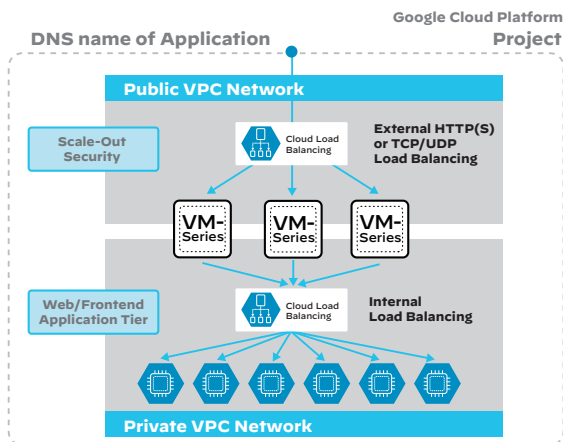 Google Cloud Platform
DNS name of Application
Project
Public VPC Network
Scale-Out
Security
Cloud Load
Balancing
External HTTP(S)
or TCP/UDP
Load Balancing
VM-
Series
VM-
Series
VM-
Series
Web/Frontend
Application Tier
Cloud Load
Balancing
Internal
Load Balancing
Private VPC Network